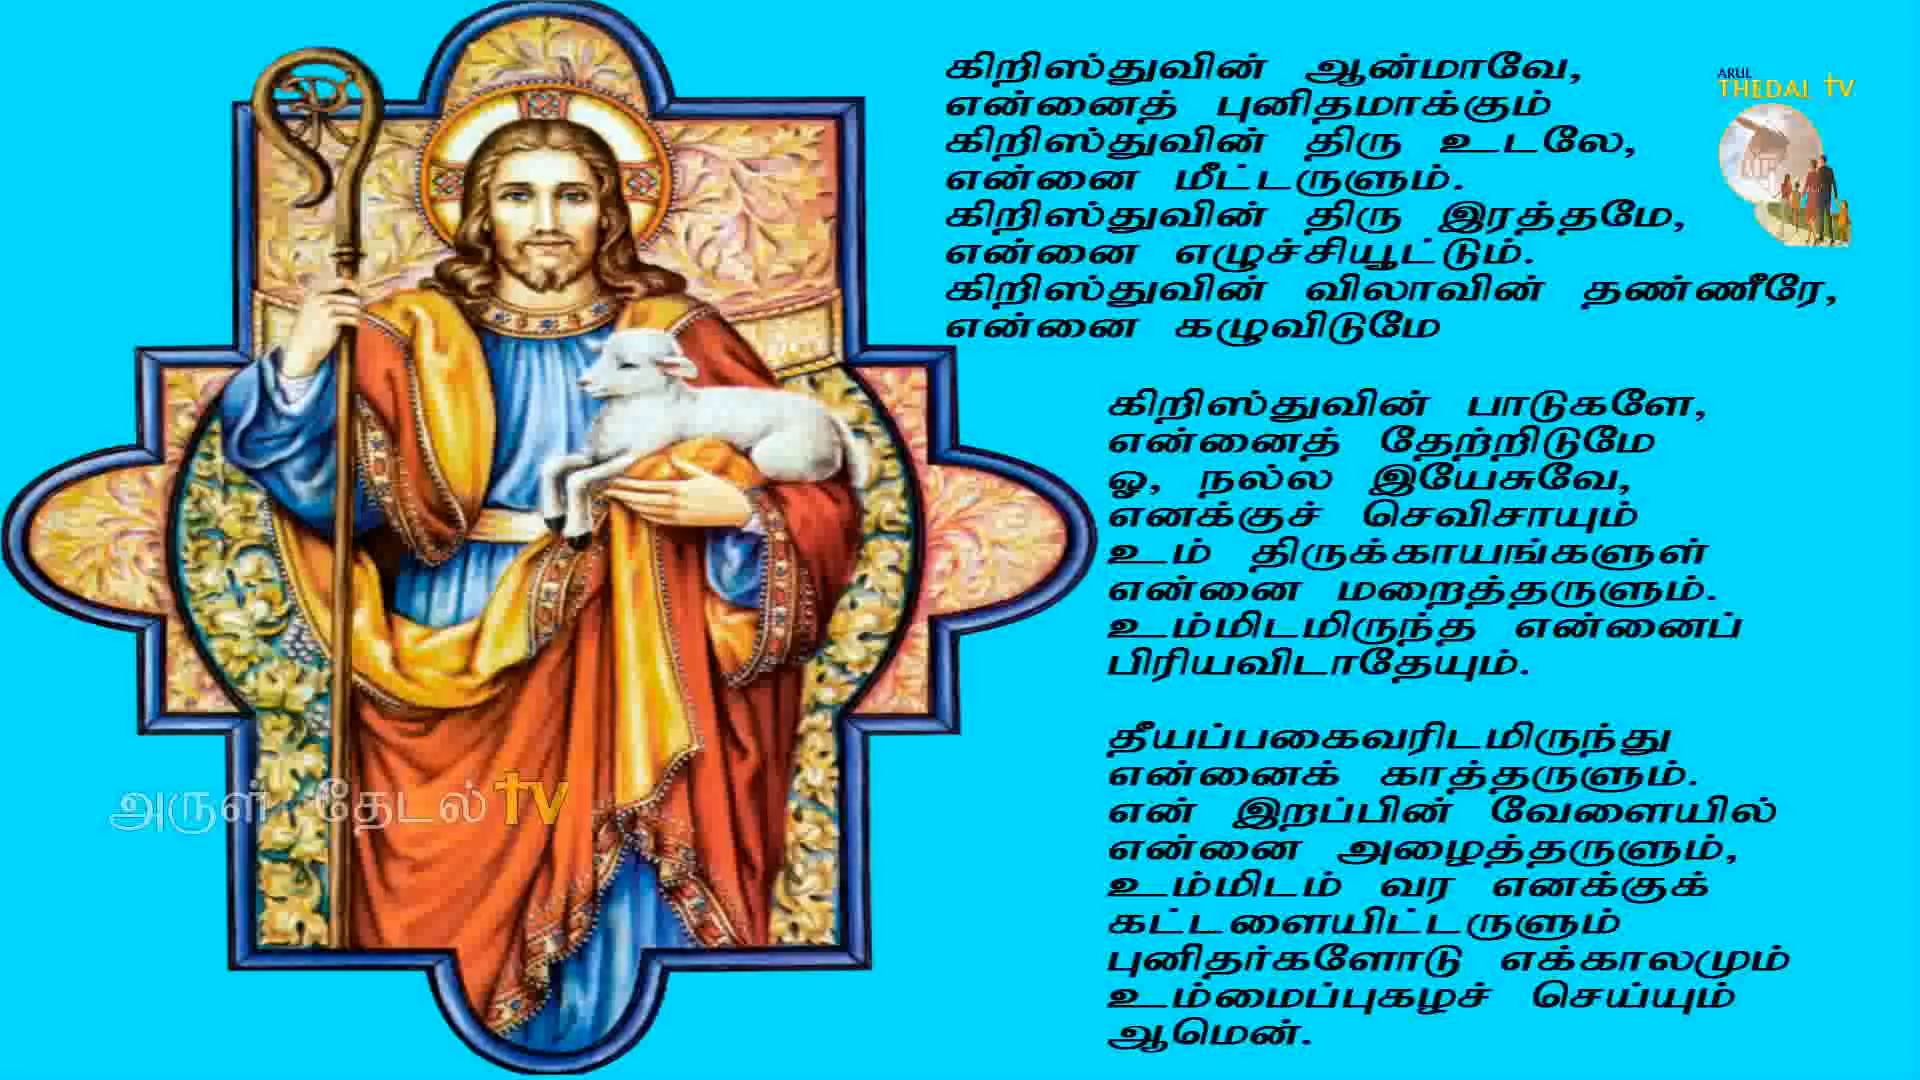 கிறிஸ்துவின் ஆன்மாவே,
என்னைத் புனிதமாக்கும்
கிறிஸ்துவின் திரு உடலே,
என்னை மீட்டருளும்.
கிறிஸ்துவின் திரு இரத்தமே,
என்னை எழுச்சியூட்டும்.
கிறிஸ்துவின் விலாவின் தண்ணீரே,
என்னை கழுவிடுமே
கிறிஸ்துவின் பாடுகளே,
என்னைத் தேற்றிடுமே
ஓ, நல்ல இயேசுவே,
எனக்குச் செவிசாயும்
உம் திருக்காயங்களுள்
என்னை மறைத்தருளும்.
உம்மிடமிருந்த என்னைப்
பிரியவிடாதேயும்.
தீயப்பகைவரிடமிருந்து
என்னைக் காத்தருளும்.
என் இறப்பின் வேளையில்
என்னை அழைத்தருளும்,
உம்மிடம் வர எனக்குக்
கட்டளையிட்டருளும்
புனிதர்களோடு எக்காலமும்
உம்மைப்புகழச் செய்யும்
ஆமென்.
ARUL
THEDAL tv
அருள் தேடல் tv